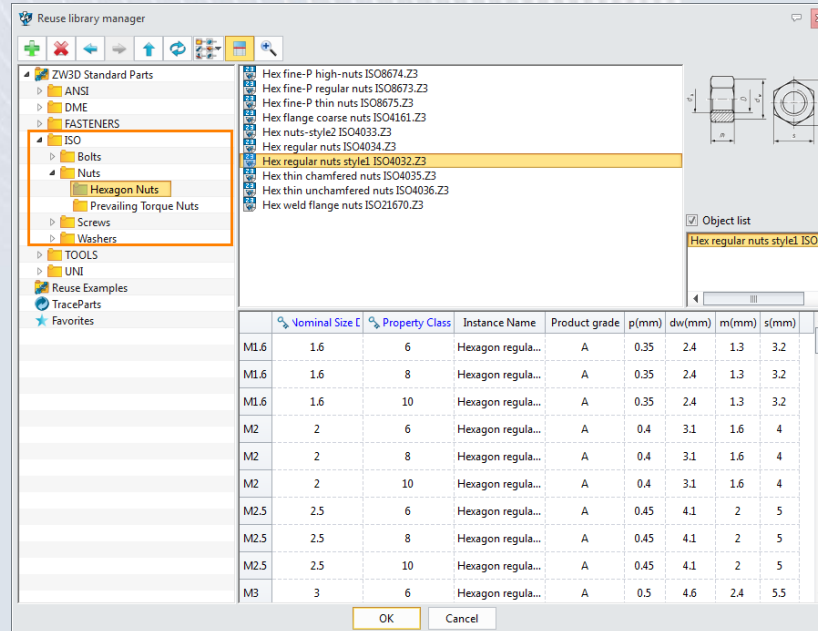 Reuse library manager
ZW3D Standard Parts
ANSI
DME
FASTENERS
ISO
Bolts
Nuts
Hexagon Nuts
Prevailing Torque Nuts
Screws
Washers
TOOLS
UNI
Reuse Examples
TraceParts
Favorites
Hex fine-P high-nuts ISO8674.Z3
Hex fine-P regular nuts ISO8673.Z3
Hex fine-P thin nuts ISO8675.Z3
Hex flange coarse nuts ISO4161.Z3
Hex nuts-style2 ISO4033.Z3
Hex regular nuts ISO4034.Z3
Hex regular nuts style1 ISO4032.Z3
Hex thin chamfered nuts ISO4035.Z3
Hex thin unchamfered nuts ISO4036.Z3
Hex weld flange nuts ISO21670.Z3
m s
Object list
Hex regular nuts style1 ISO
Nominal Size D Property Class Instance Name Product grade p(mm) dw(mm) m(mm) s(mm)
M1.6 1.6 6 Hexagon regula... A 0.35 2.4 1.3 3.2
M1.6 1.6 8 Hexagon regula... A 0.35 2.4 1.3 3.2
M1.6 1.6 10 Hexagon regula... A 0.35 2.4 1.3 3.2
M2 2 6 Hexagon regula... A 0.4 3.1 1.6 4
M2 2 8 Hexagon regula... A 0.4 3.1 1.6 4
M2 2 10 Hexagon regula... A 0.4 3.1 1.6 4
M2.5 2.5 6 Hexagon regula... A 0.45 4.1 2 5
M2.5 2.5 8 Hexagon regula... A 0.45 4.1 2 5
M2.5 2.5 10 Hexagon regula... A 0.45 4.1 2 5
M3 3 6 Hexagon regula... A 0.5 4.6 2.4 5.5
OK Cancel